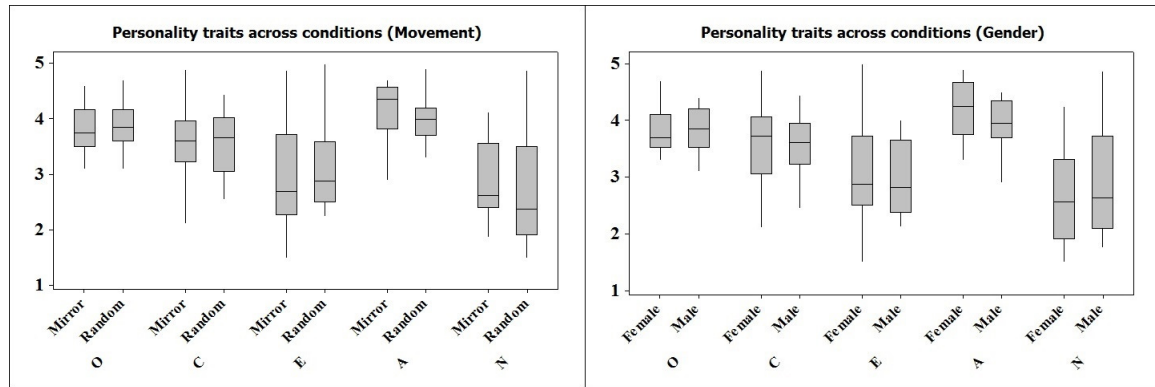 Personality traits across conditions (Movement)
5
4
3
2
1
Mirror Random Mirror Random Mirror Random Mirror Random Mirror Random
O C E A N
Personality traits across conditions (Gender)
5
4
3
2
1
Female Male Female Male Female Male Female Male Female Male
O C E A N